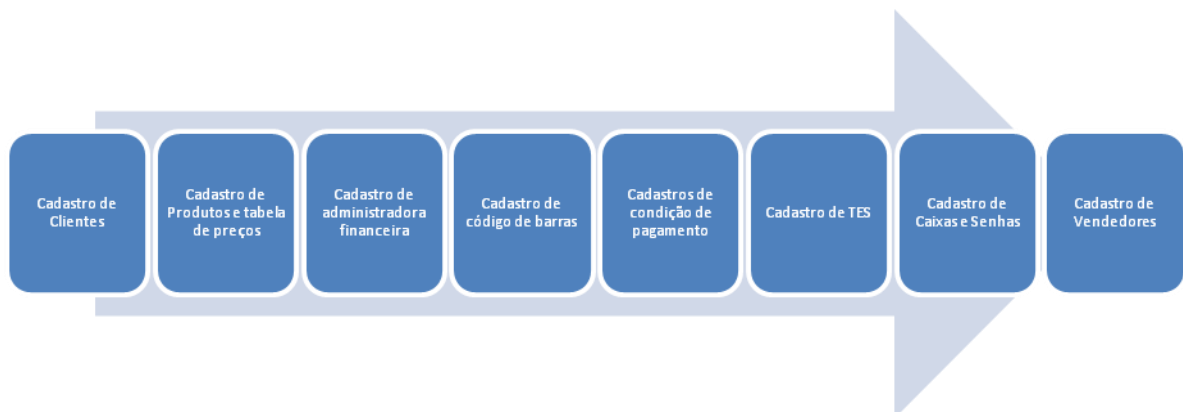 Cadastro de
Clientes
Cadastro de
Produtos e tabela
de preços
Cadastro de
administradora
financeira
Cadastro de
código de barras
Cadastros de
condição de
pagamento
Cadastro de TES
Cadastro de
Caixas e Senhas
Cadastro de
Vendedores